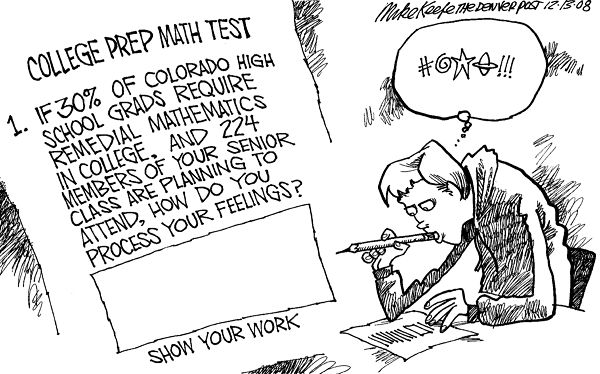 Mike Keefe THE DENVER POST 12-13-08
COLLEGE PREP MATH TEST
1. IF 30% OF COLORADO HIGH
SCHOOL GRADS REQUIRE
REMEDIAL MATHEMATICS
IN COLLEGE, AND 224
MEMBERS OF YOUR SENIOR
CLASS ARE PLANNING TO
ATTEND, HOW DO YOU
PROCESS YOUR FEELINGS?
SHOW YOUR WORK
#@☆!!!